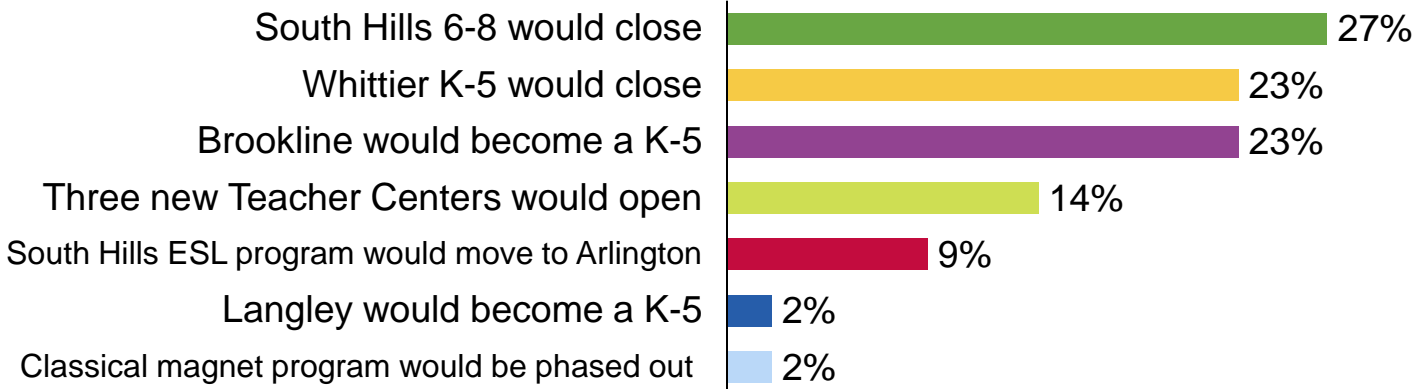 South Hills 6-8 would close 27%
Whittier K-5 would close 23%
Brookline would become a K-5 23%
Three new Teacher Centers would open 14%
South Hills ESL program would move to Arlington 9%
Langley would become a K-5 2%
Classical magnet program would be phased out 2%